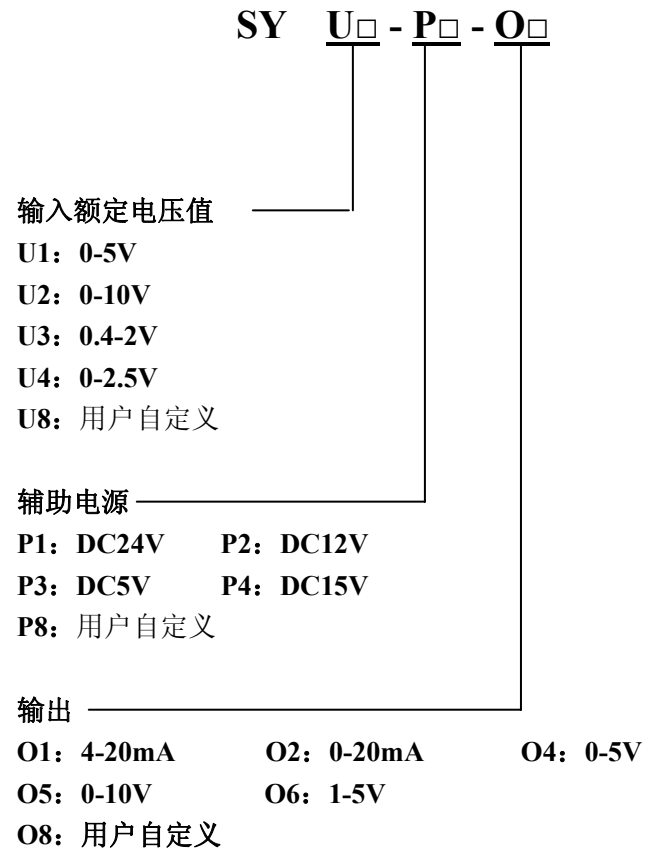 SY U□ - P□ - O□
输入额定电压值
U1：0-5V
U2：0-10V
U3：0.4-2V
U4：0-2.5V
U8：用户自定义
辅助电源
P1：DC24V P2：DC12V
P3：DC5V P4：DC15V
P8：用户自定义
输出
O1：4-20mA O2：0-20mA O4：0-5V
O5：0-10V O6：1-5V
O8：用户自定义